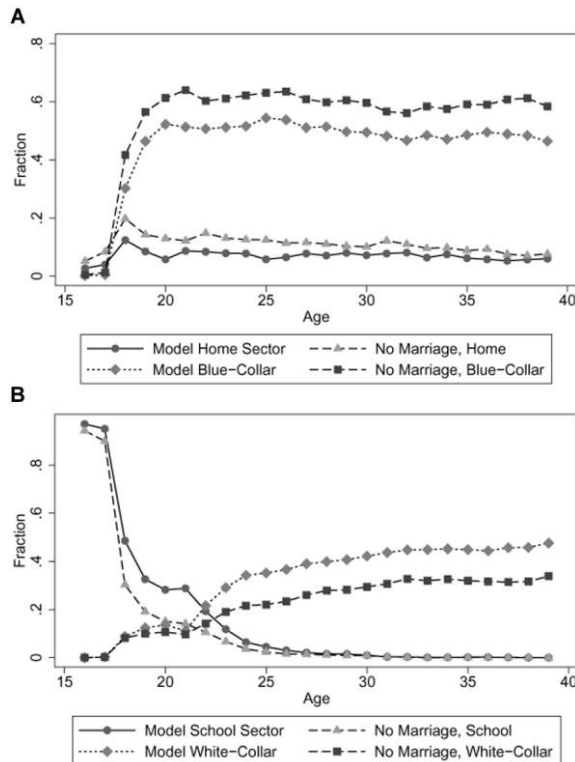 A
.8
.6
.4
.2
0
Fraction
15 20 25 30 35 40
Age
Model Home Sector No Marriage, Home
Model Blue-Collar No Marriage, Blue-Collar
B
.8
.6
.4
.2
0
Fraction
15 20 25 30 35 40
Age
Model School Sector No Marriage, School
Model White-Collar No Marriage, White-Collar